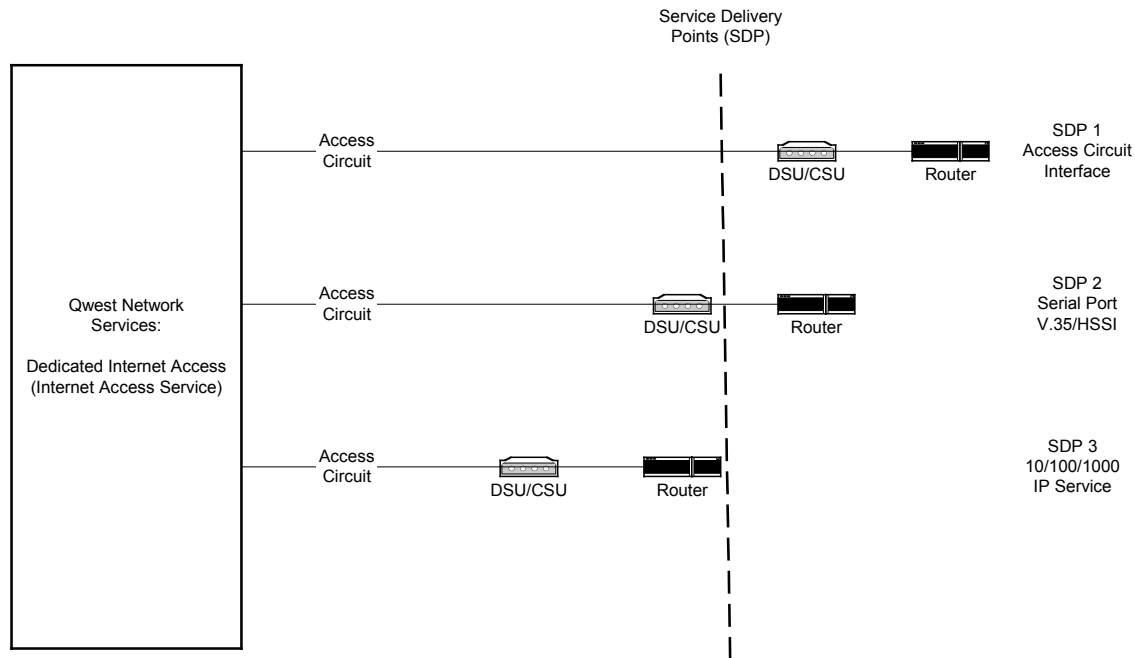 Service Delivery
Points (SDP)
Access
Circuit
DSU/CSU
Router
SDP 1
Access Circuit
Interface
Qwest Network
Services:
Dedicated Internet Access
(Internet Access Service)
Access
Circuit
DSU/CSU
Router
SDP 2
Serial Port
V.35/HSSI
Access
Circuit
DSU/CSU
Router
SDP 3
10/100/1000
IP Service